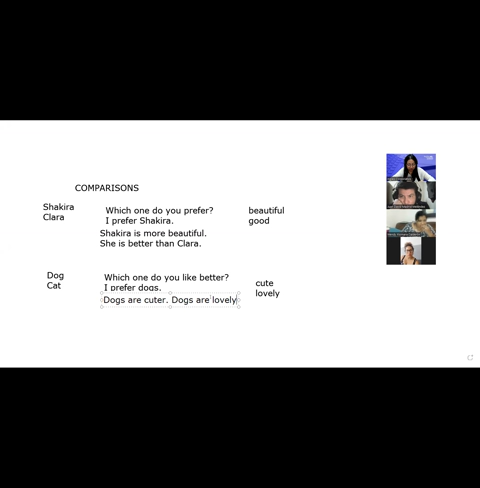 COMPARISONS
Shakira
Clara
Which one do you prefer?
I prefer Shakira.
Shakira is more beautiful.
She is better than Clara.
beautiful
good
Dog
Cat
Which one do you like better?
I prefer dogs.
Dogs are cuter. Dogs are lovely
cute
lovely